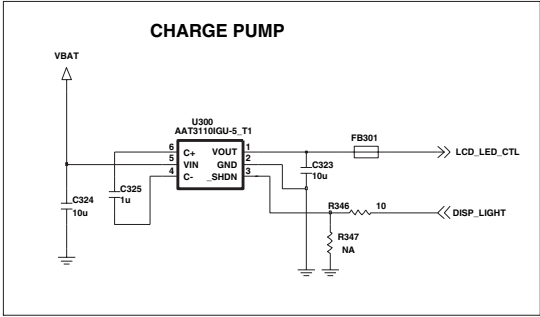 CHARGE PUMP
VBAT
U300
AAT3110IGU-5_T1
6 C+ VOUT 1
5 VIN GND 2
4 C- _SHDN 3
FB301
LCD_LED_CTL
C323
10u
C325
1u
C324
10u
R346 10 DISP_LIGHT
R347
NA